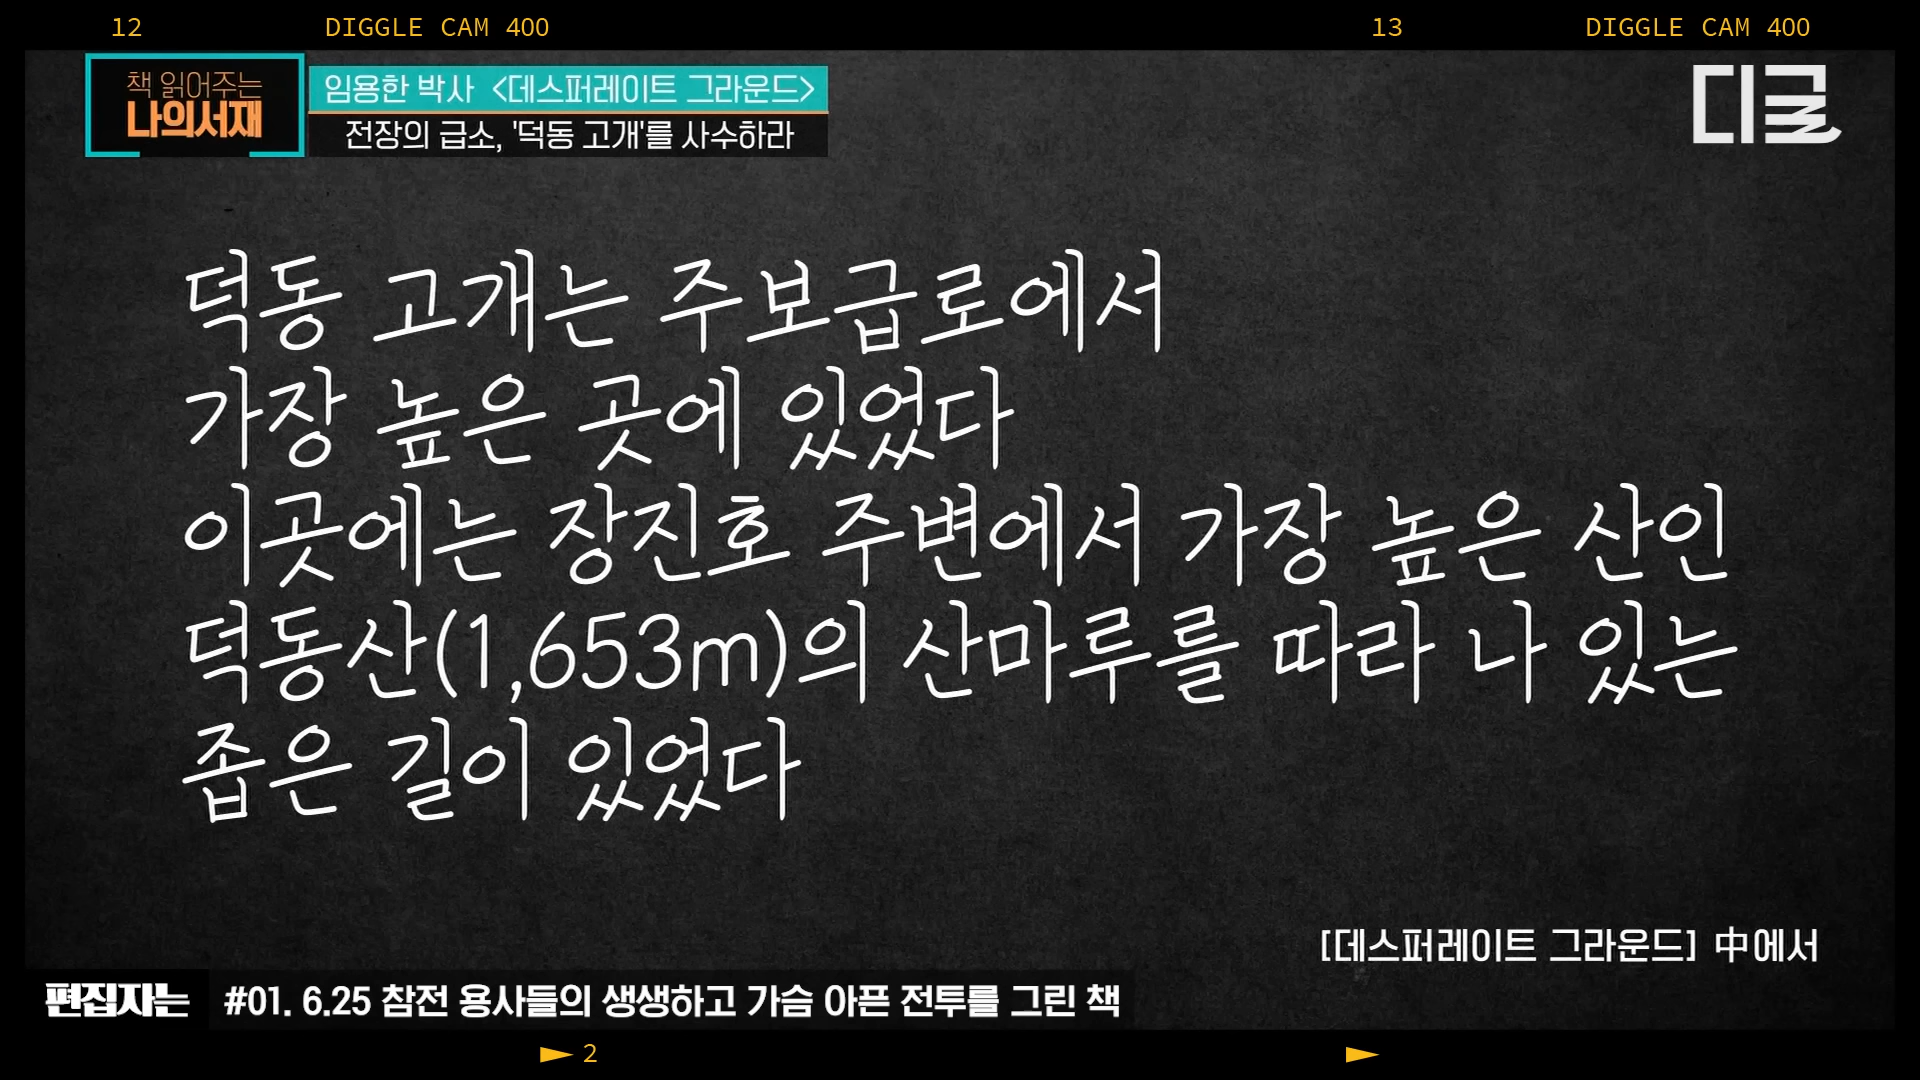 12 DIGGLE CAM 400 13 DIGGLE CAM 400
책 읽어주는
나의서재
임용한 박사 <데스퍼레이트 그라운드>
전장의 급소, '덕동 고개'를 사수하라
디글
덕동 고개는 주보급로에서
가장 높은 곳에 있었다
이곳에는 장진호 주변에서 가장 높은 산인
덕동산(1,653m)의 산마루를 따라 나 있는
좁은 길이 있었다
[데스퍼레이트 그라운드] 中에서
편집자는 #01. 6.25 참전 용사들의 생생하고 가슴 아픈 전투를 그린 책
2